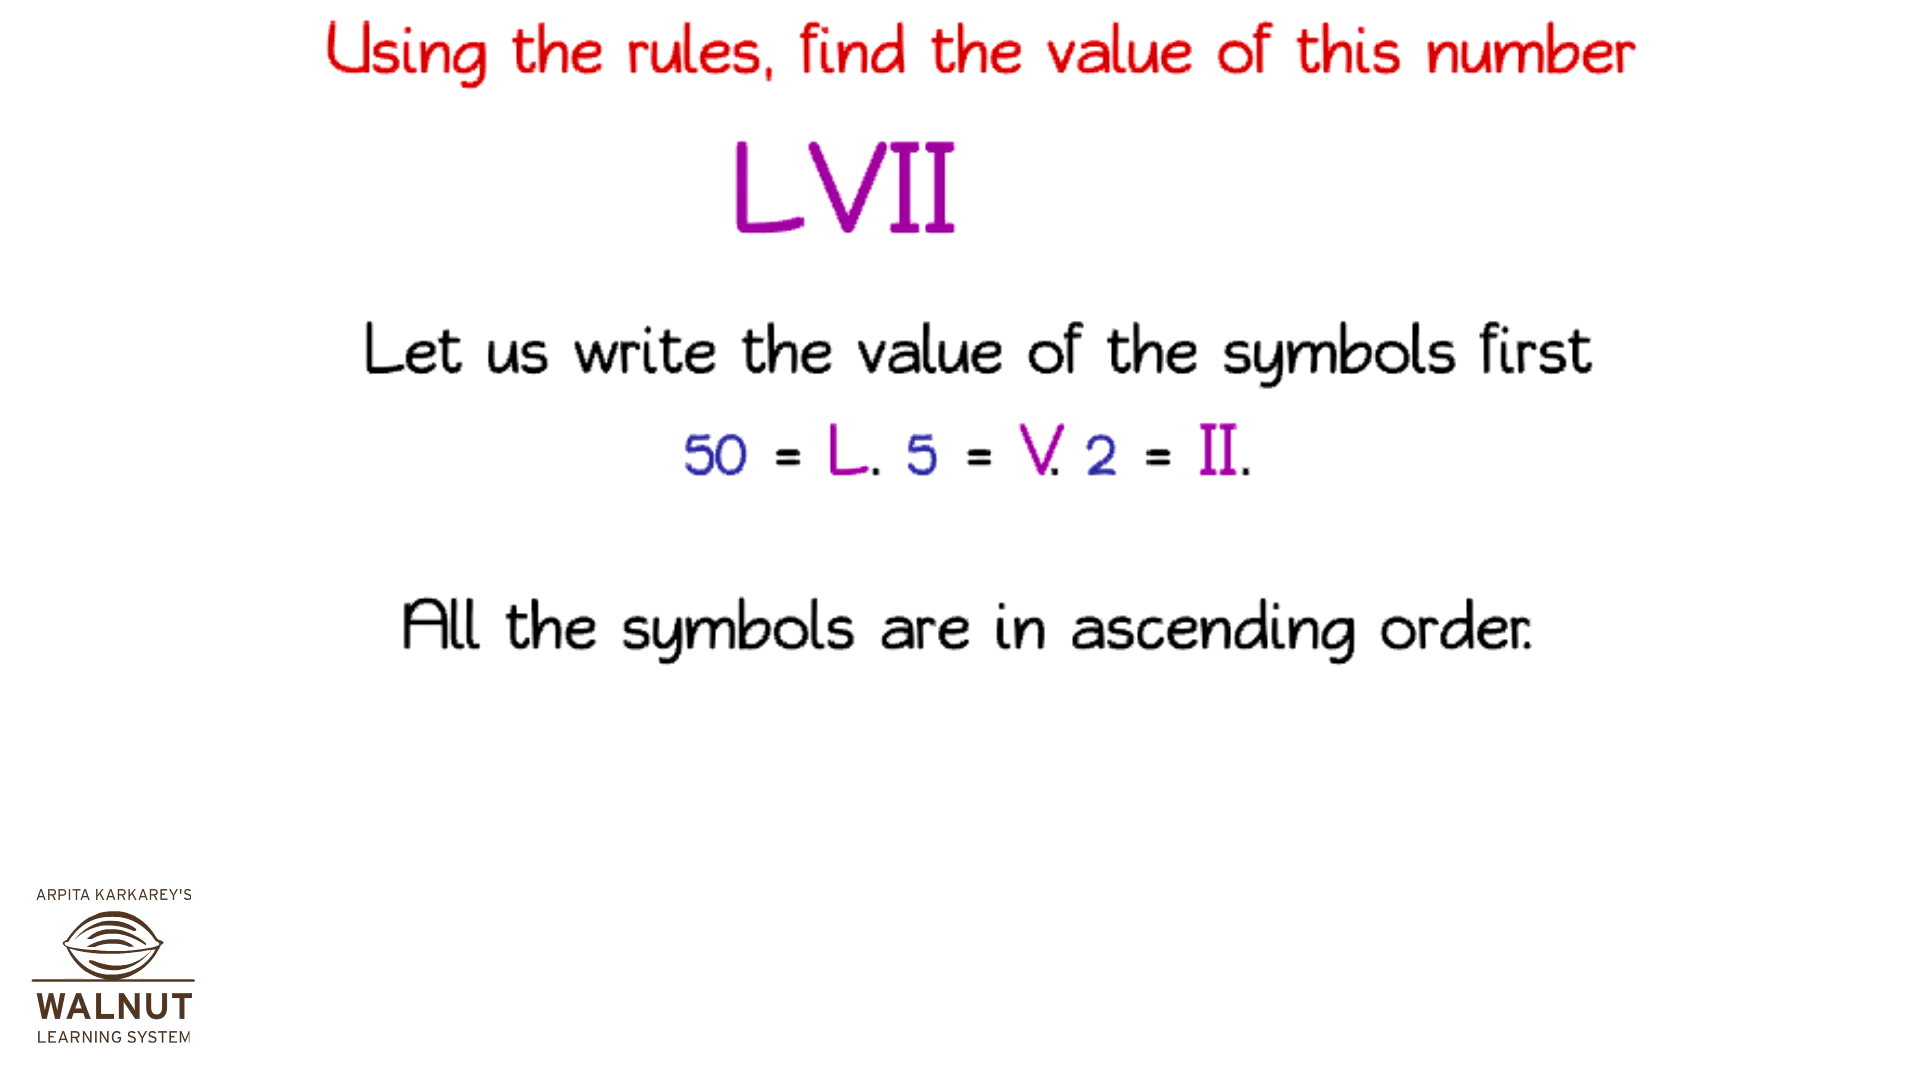 Using the rules, find the value of this number
LVII
Let us write the value of the symbols first
50 = L. 5 = V. 2 = II.
All the symbols are in ascending order.
ARPITA KARKAREY'S
WALNUT
LEARNING SYSTEM